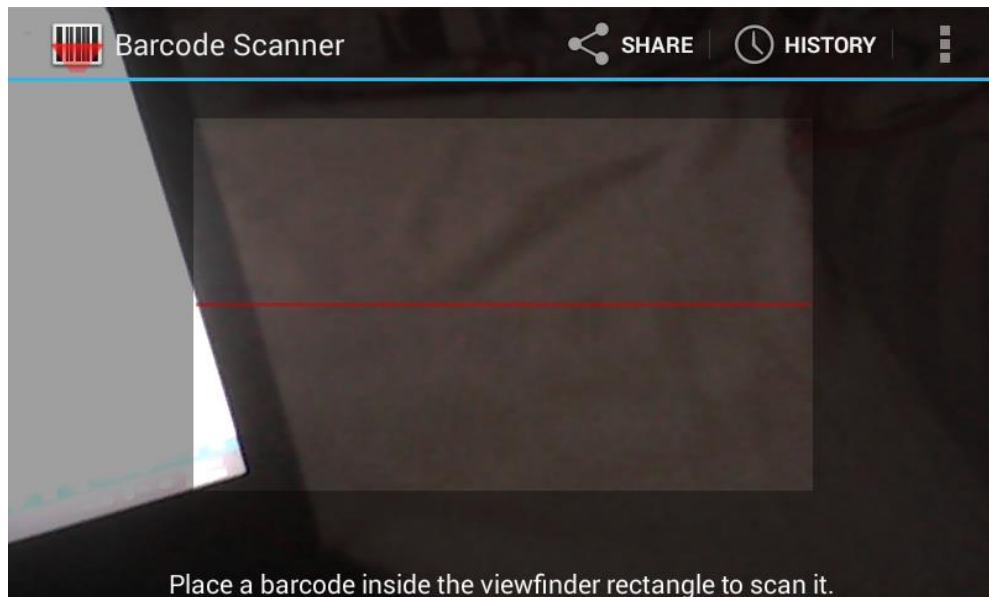 Barcode Scanner
SHARE
HISTORY
Place a barcode inside the viewfinder rectangle to scan it.